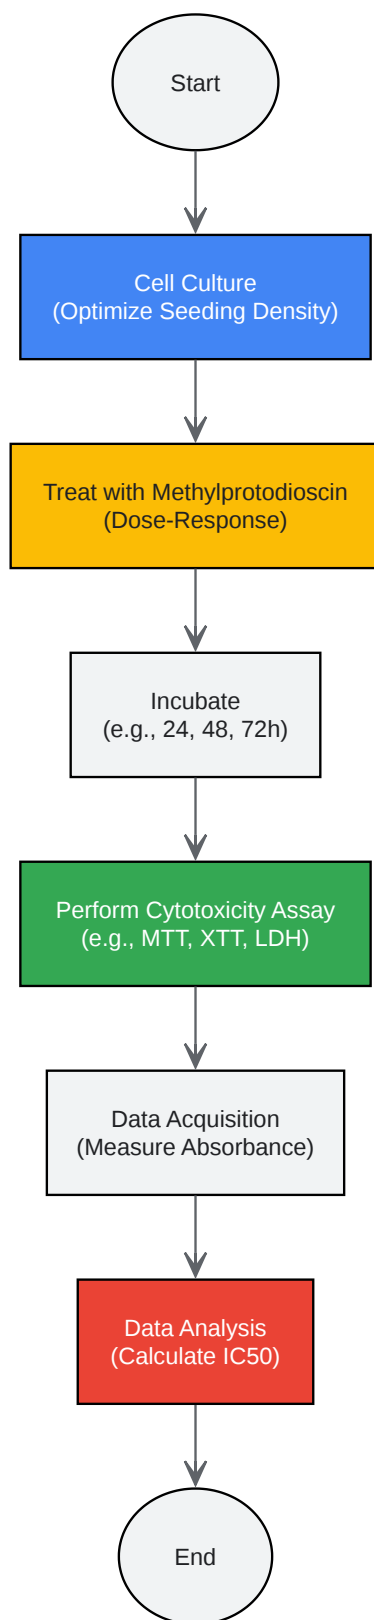 Start
Cell Culture
(Optimize Seeding Density)
Treat with Methylprotodioscin
(Dose-Response)
Incubate
(e.g., 24, 48, 72h)
Perform Cytotoxicity Assay
(e.g., MTT, XTT, LDH)
Data Acquisition
(Measure Absorbance)
Data Analysis
(Calculate IC50)
End